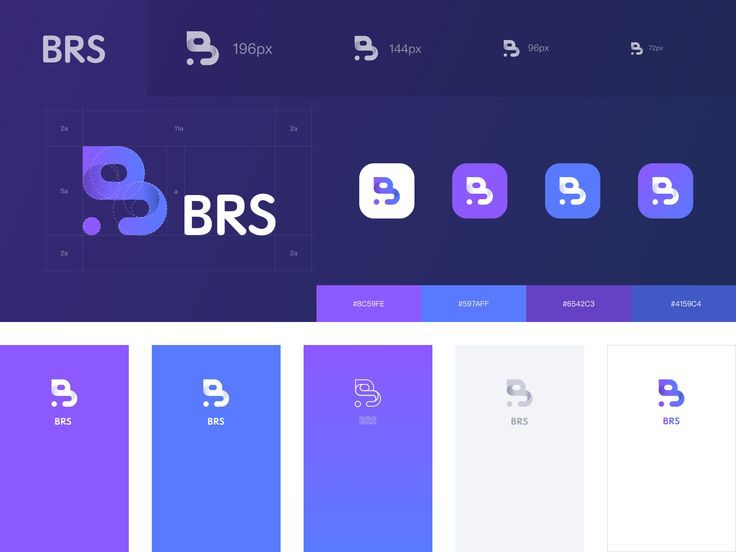 BRS
196px
144px
96px
72px
2a
11a
2a
5a
a
BRS
2a
2a
#8C59FE
#597AFF
#6542C3
#4159C4
BRS
BRS
BRS
BRS
BRS